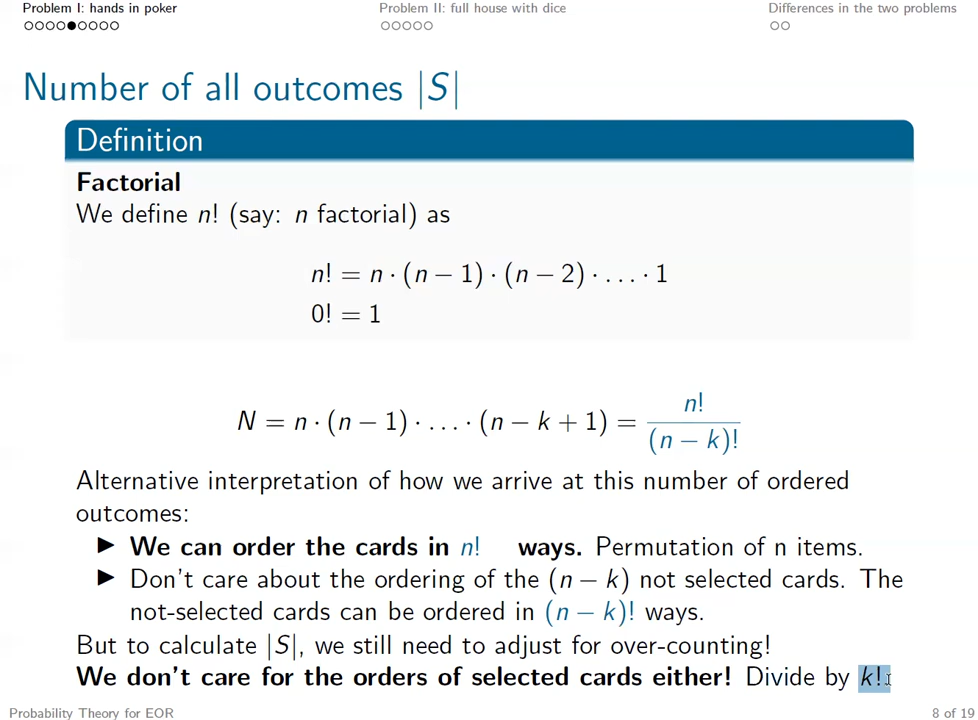 Problem I: hands in poker
Problem II: full house with dice
Differences in the two problems
Number of all outcomes |S|
Definition
Factorial
We define n! (say: n factorial) as
n! = n · (n − 1) · (n − 2) · . . . · 1
0! = 1
N = n · (n − 1) · . . . · (n − k + 1) = n! / (n − k)!
Alternative interpretation of how we arrive at this number of ordered
outcomes:
▶ We can order the cards in n! ways. Permutation of n items.
▶ Don't care about the ordering of the (n − k) not selected cards. The
not-selected cards can be ordered in (n − k)! ways.
But to calculate |S|, we still need to adjust for over-counting!
We don't care for the orders of selected cards either! Divide by k!.
Probability Theory for EOR
8 of 19